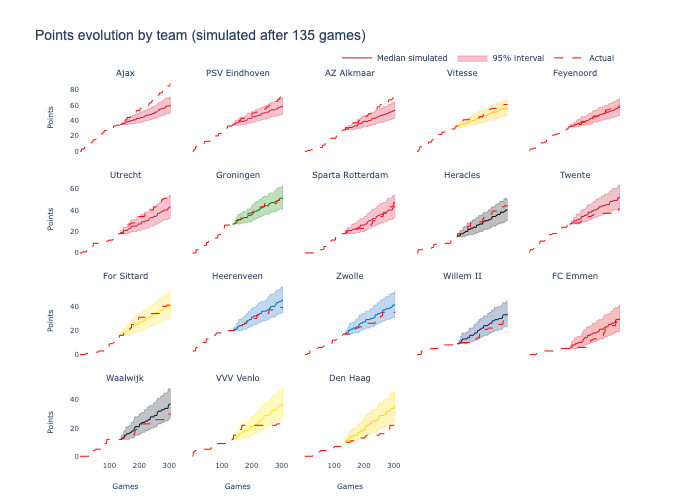 Points evolution by team (simulated after 135 games)
Median simulated 95% interval Actual
Ajax PSV Eindhoven AZ Alkmaar Vitesse Feyenoord
80
60
40
20
0
Points
Utrecht Groningen Sparta Rotterdam Heracles Twente
60
40
20
0
Points
For Sittard Heerenveen Zwolle Willem II FC Emmen
40
20
0
Points
Waalwijk VVV Venlo Den Haag
40
20
0
Points
100 200 300 100 200 300 100 200 300
Games Games Games